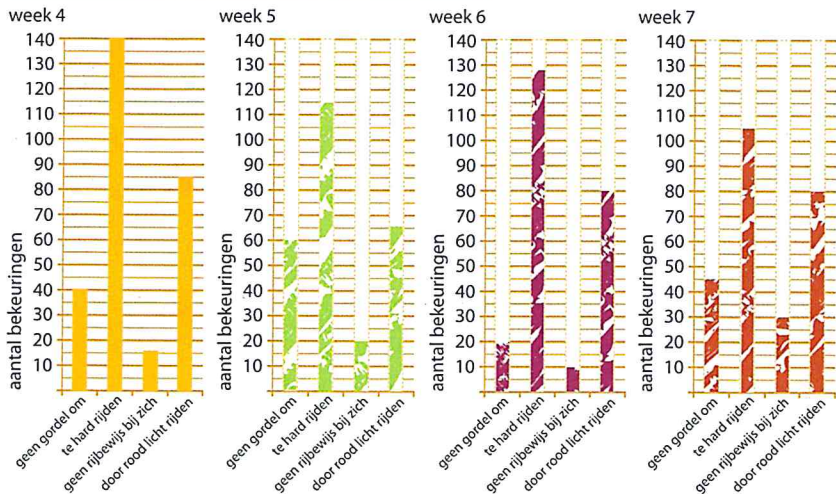 week 4
140
130
120
110
100
90
80
70
60
50
40
30
20
10
aantal bekeuringen
geen gordel om
te hard rijden
geen rijbewijs bij zich
door rood licht rijden
week 5
140
130
120
110
100
90
80
70
60
50
40
30
20
10
aantal bekeuringen
geen gordel om
te hard rijden
geen rijbewijs bij zich
door rood licht rijden
week 6
140
130
120
110
100
90
80
70
60
50
40
30
20
10
aantal bekeuringen
geen gordel om
te hard rijden
geen rijbewijs bij zich
door rood licht rijden
week 7
140
130
120
110
100
90
80
70
60
50
40
30
20
10
aantal bekeuringen
geen gordel om
te hard rijden
geen rijbewijs bij zich
door rood licht rijden